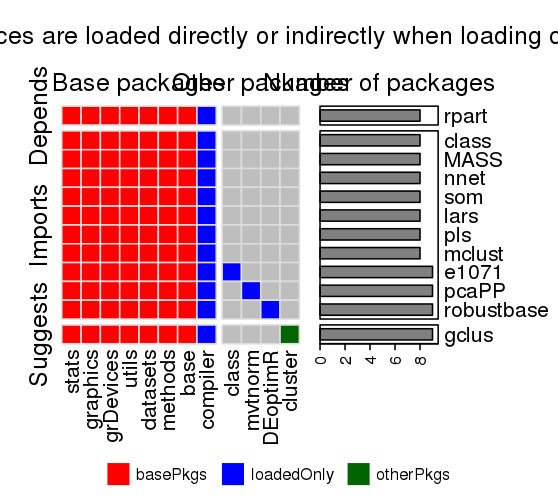 ces are loaded directly or indirectly when loading c
Base packages Other packages Number of packages
Depends
Imports
Suggests
rpart
class
MASS
nnet
som
lars
pls
mclust
e1071
pcaPP
robustbase
gclus
stats
graphics
grDevices
utils
datasets
methods
base
compiler
class
mvtnorm
DEoptimR
cluster
0 2 4 6 8
basePkgs loadedOnly otherPkgs